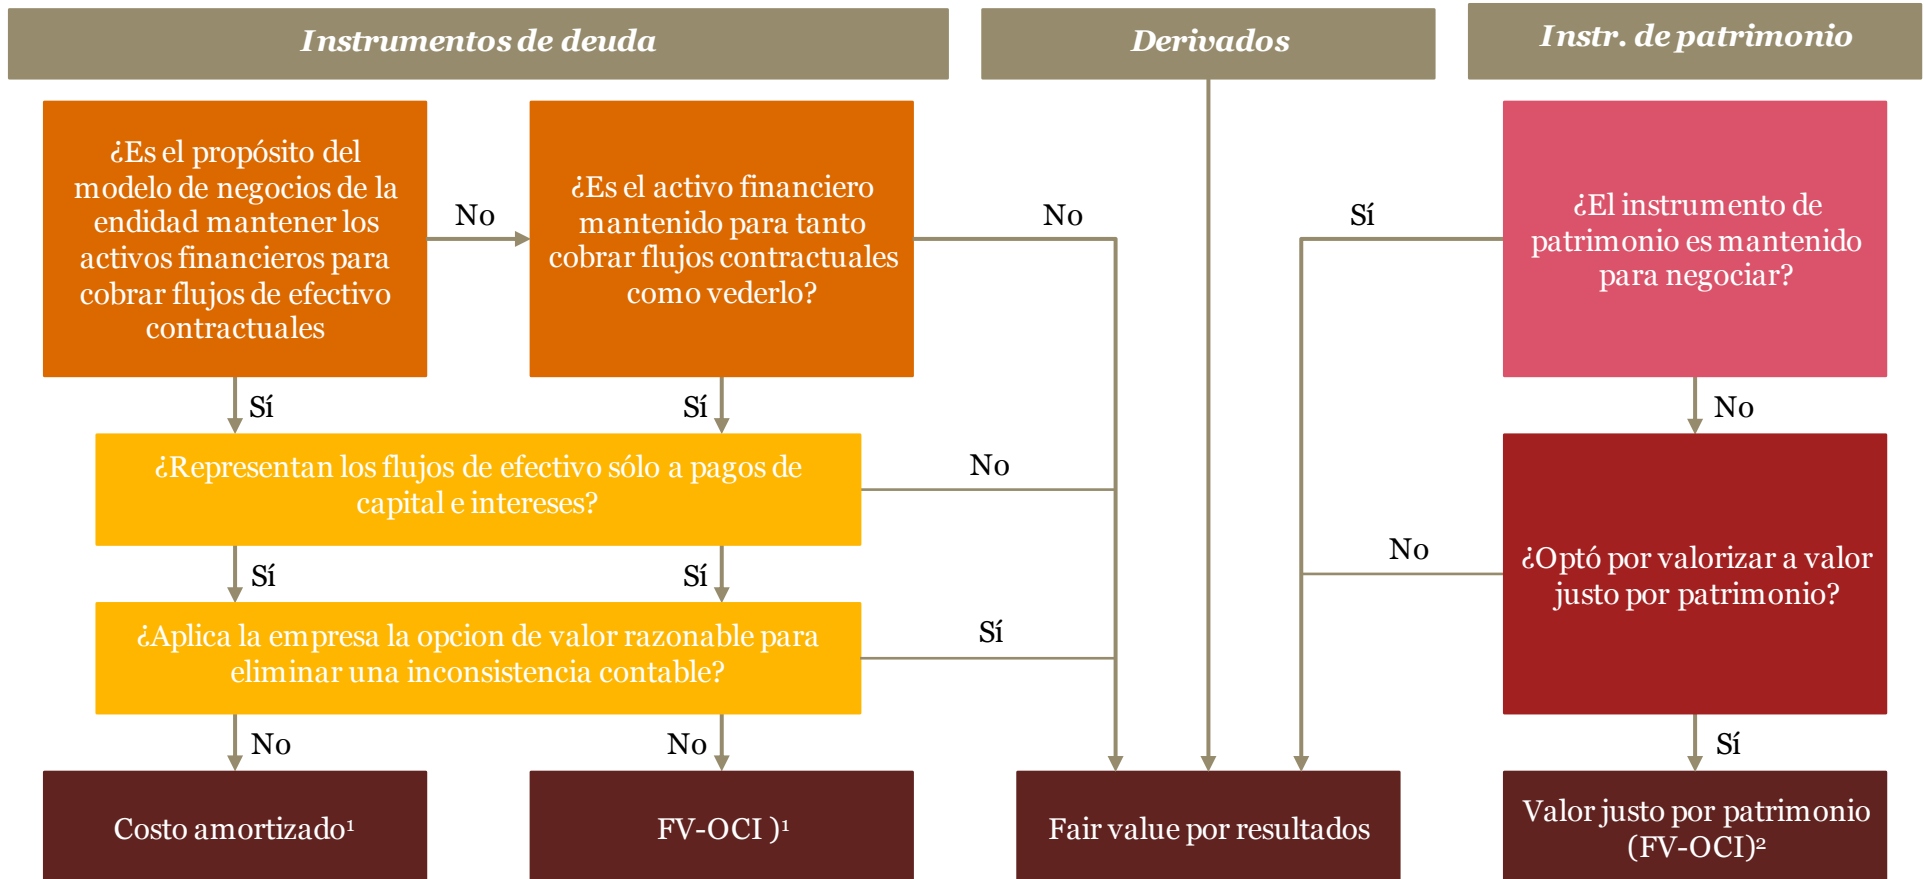 Instrumentos de deuda
Derivados
Instr. de patrimonio
¿Es el propósito del
modelo de negocios de la
endidad mantener los
activos financieros para
cobrar flujos de efectivo
contractuales
No
¿Es el activo financiero
mantenido para tanto
cobrar flujos contractuales
como vederlo?
No
Sí
¿El instrumento de
patrimonio es mantenido
para negociar?
Sí
Sí
No
¿Representan los flujos de efectivo sólo a pagos de
capital e intereses?
No
No
¿Optó por valorizar a valor
justo por patrimonio?
Sí
Sí
¿Aplica la empresa la opcion de valor razonable para
eliminar una inconsistencia contable?
Sí
No
No
Sí
Costo amortizado¹
FV-OCI )¹
Fair value por resultados
Valor justo por patrimonio
(FV-OCI)²